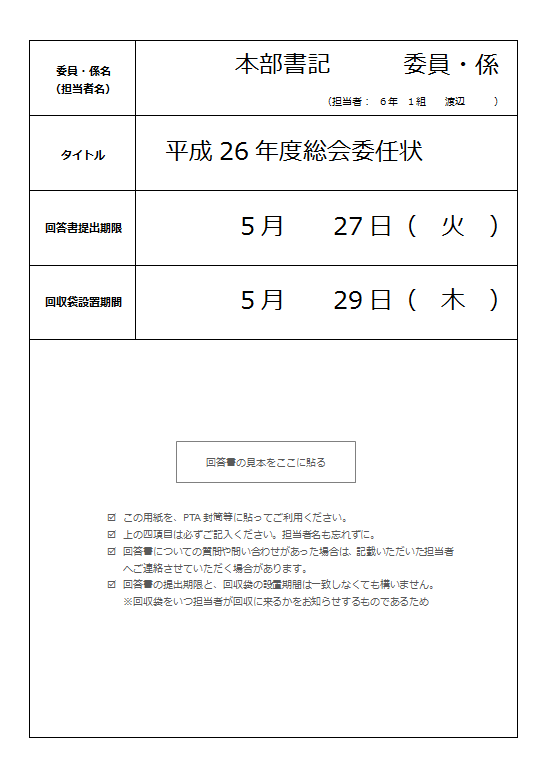 委員・係名
（担当者名）
本部書記　　　委員・係
（担当者：　６年　１組　　渡辺　　　）
タイトル
平成 26 年度総会委任状
回答書提出期限
5 月　　27 日（　火　）
回収袋設置期間
5 月　　29 日（　木　）
回答書の見本をここに貼る
☑ この用紙を、PTA 封筒等に貼ってご利用ください。
☑ 上の四項目は必ずご記入ください。担当者名も忘れずに。
☑ 回答書についての質問や問い合わせがあった場合は、記載いただいた担当者
へご連絡させていただく場合があります。
☑ 回答書の提出期限と、回収袋の設置期間は一致しなくても構いません。
※回収袋をいつ担当者が回収に来るかをお知らせするものであるため